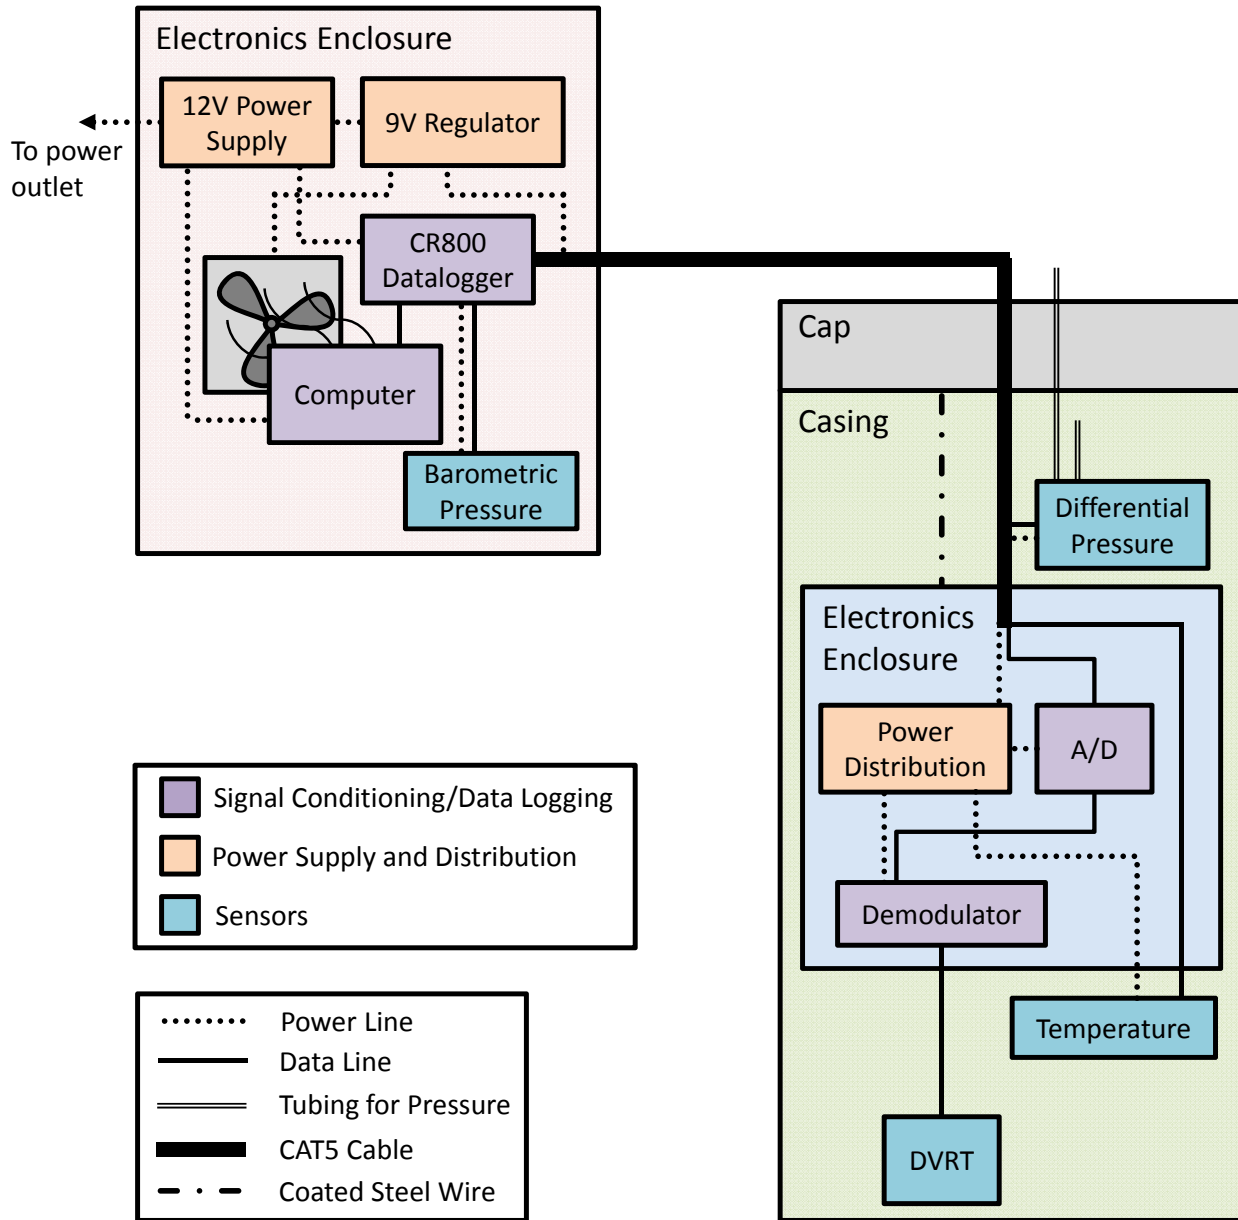 Electronics Enclosure
12V Power
Supply
9V Regulator
To power
outlet
CR800
Datalogger
Computer
Barometric
Pressure
Cap
Casing
Differential
Pressure
Electronics
Enclosure
Power
Distribution
A/D
Demodulator
Temperature
DVRT
Signal Conditioning/Data Logging
Power Supply and Distribution
Sensors
Power Line
Data Line
Tubing for Pressure
CAT5 Cable
Coated Steel Wire